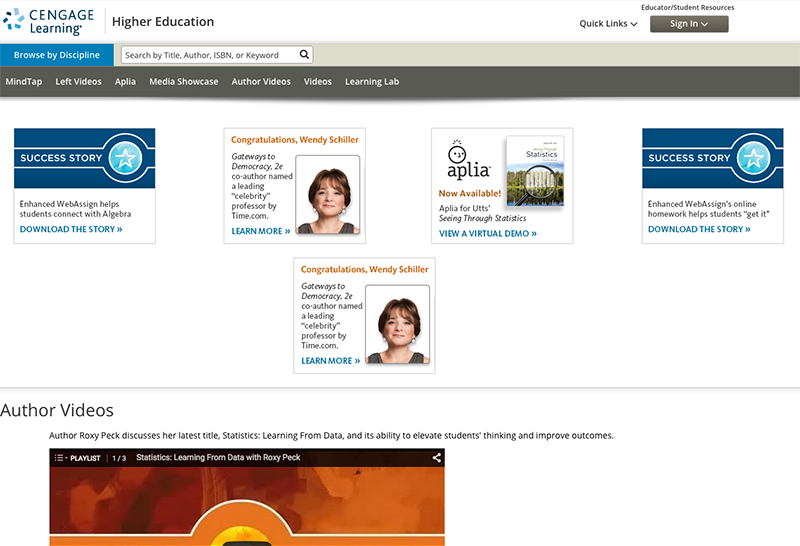 CENGAGE
Learning®
Higher Education
Educator/Student Resources
Quick Links
Sign In
Browse by Discipline
Search by Title, Author, ISBN, or Keyword
MindTap
Left Videos
Aplia
Media Showcase
Author Videos
Videos
Learning Lab
SUCCESS STORY
Enhanced WebAssign helps
students connect with Algebra
DOWNLOAD THE STORY »
Congratulations, Wendy Schiller
Gateways to
Democracy, 2e
co-author named
a leading
“celebrity”
professor by
Time.com.
LEARN MORE »
aplia
Seeing Through
Statistics
Now Available!
Aplia for Utts'
Seeing Through Statistics
VIEW A VIRTUAL DEMO »
SUCCESS STORY
Enhanced WebAssign's online
homework helps students “get it”
DOWNLOAD THE STORY »
Congratulations, Wendy Schiller
Gateways to
Democracy, 2e
co-author named
a leading
“celebrity”
professor by
Time.com.
LEARN MORE »
Author Videos
Author Roxy Peck discusses her latest title, Statistics: Learning From Data, and its ability to elevate students' thinking and improve outcomes.
PLAYLIST
1 / 3
Statistics: Learning From Data with Roxy Peck